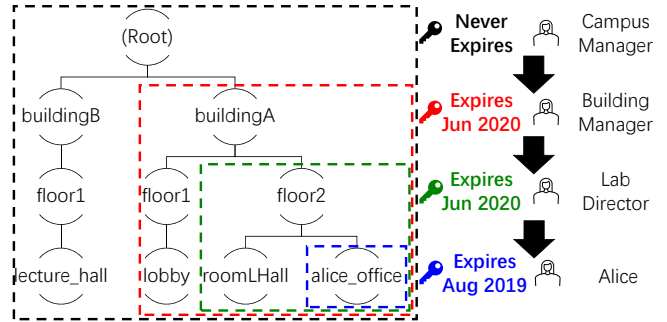 (Root)
buildingB
buildingA
floor1
floor1
floor2
lecture_hall
lobby
roomLHall
alice_office
Never
Expires
Campus
Manager
Expires
Jun 2020
Building
Manager
Expires
Jun 2020
Lab
Director
Expires
Aug 2019
Alice